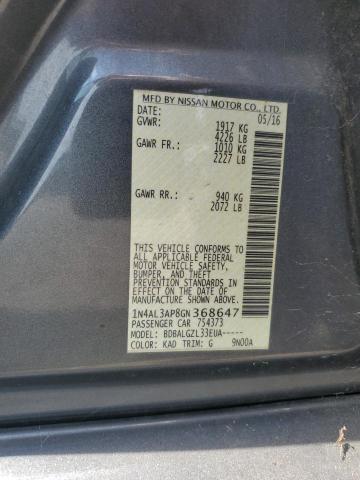 MFD BY NISSAN MOTOR CO., LTD.
05/16
GVWR: 1917 KG
4226 LB
GAWR FR.: 1010 KG
2227 LB
GAWR RR.: 940 KG
2072 LB
THIS VEHICLE CONFORMS TO
ALL APPLICABLE FEDERAL
MOTOR VEHICLE SAFETY,
BUMPER, AND THEFT
PREVENTION STANDARDS IN
EFFECT ON THE DATE OF
MANUFACTURE SHOWN ABOVE.
1N4AL3AP8GN368647
PASSENGER CAR 754373
MODEL: BDBALGZL33EUA-----
COLOR: KAD TRIM: G 9N00A